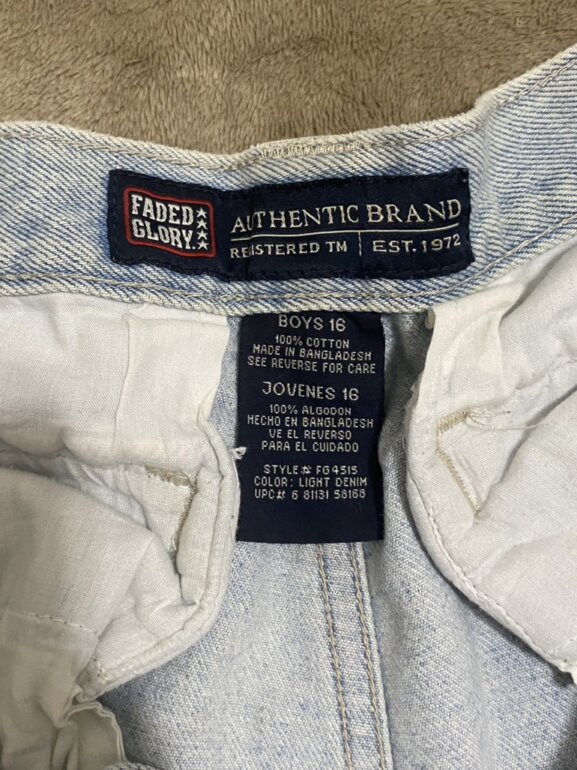 FADED
GLORY.
AUTHENTIC BRAND
REGISTERED TM | EST. 1972
BOYS 16
100% COTTON
MADE IN BANGLADESH
SEE REVERSE FOR CARE
JOVENES 16
100% ALGODON
HECHO EN BANGLADESH
VE EL REVERSO
PARA EL CUIDADO
STYLE# FG4515
COLOR: LIGHT DENIM
UPC# 6 81131 58168